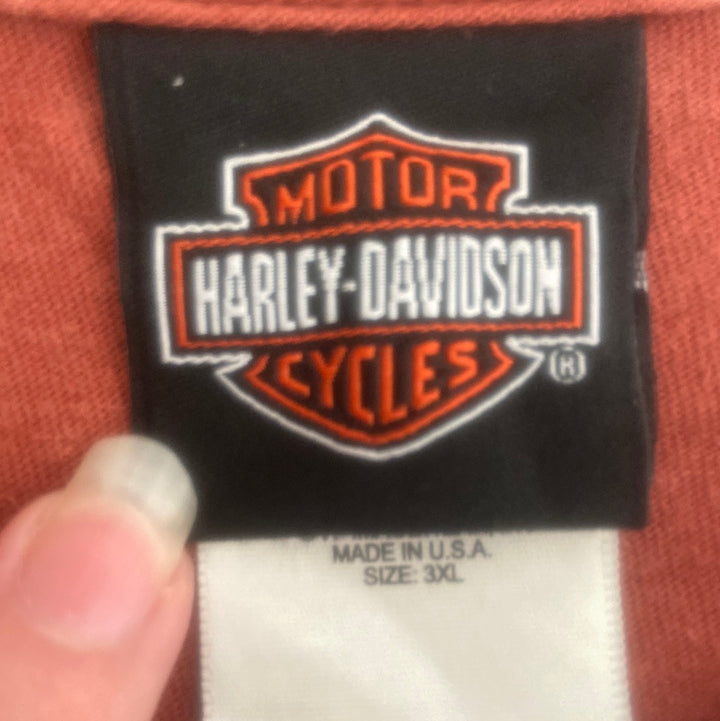 MOTOR
HARLEY-DAVIDSON
CYCLES
®
MADE IN U.S.A.
SIZE: 3XL